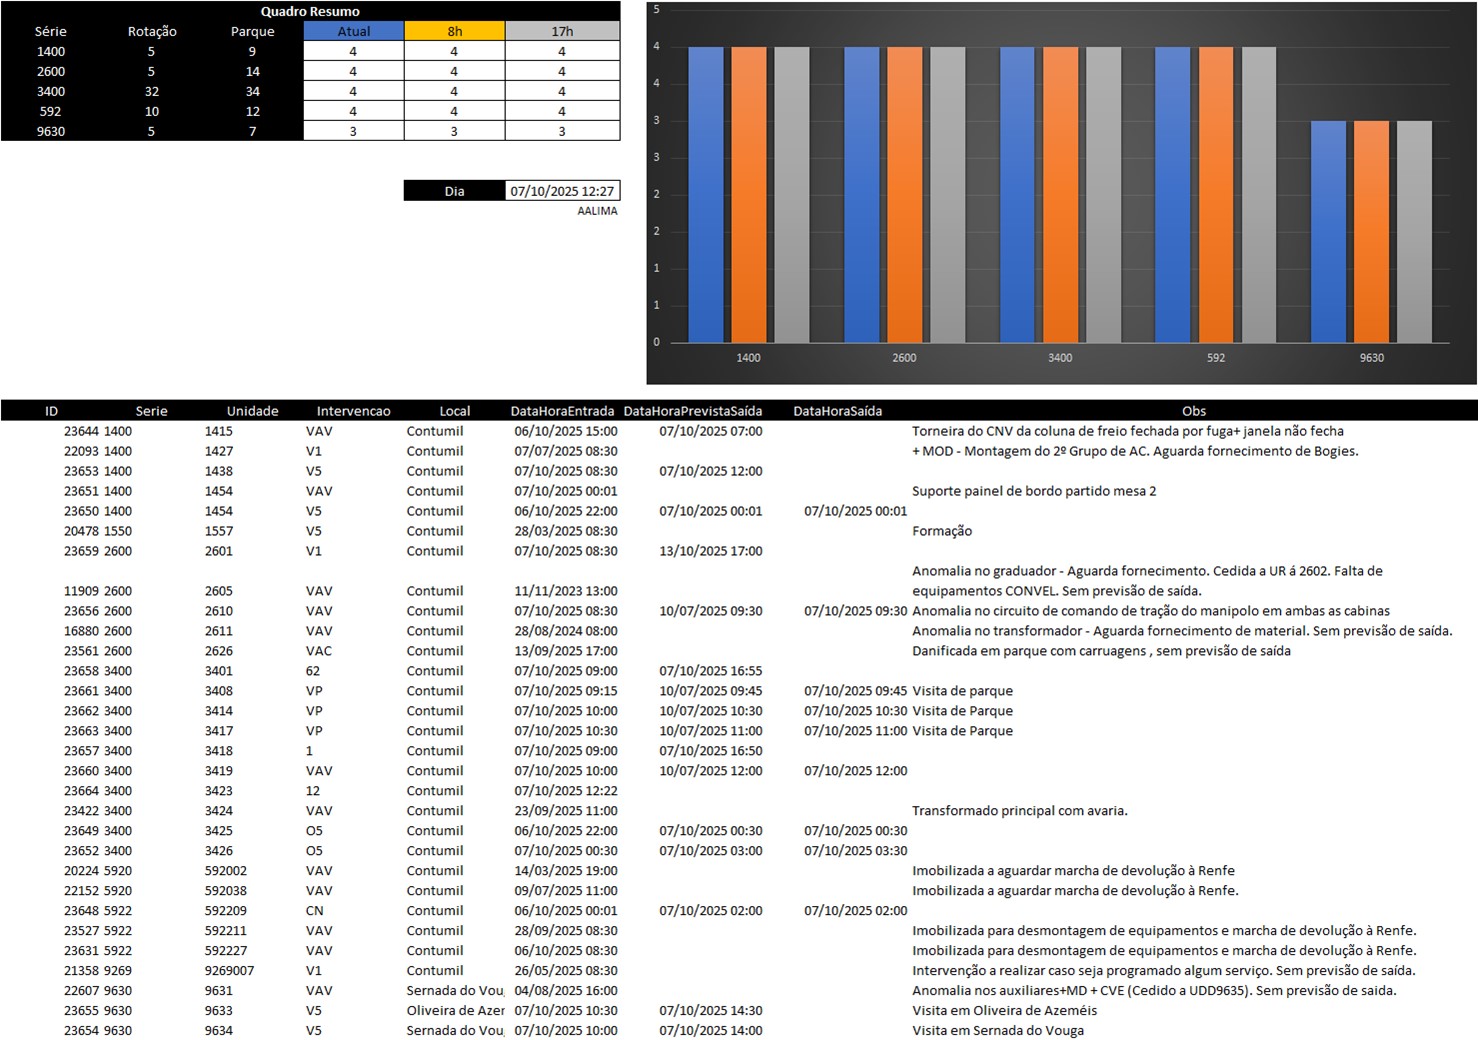 Quadro Resumo
Série Rotação Parque Atual 8h 17h
1400 5 9 4 4 4
2600 5 14 4 4 4
3400 32 34 4 4 4
592 10 12 4 4 4
9630 5 7 3 3 3
Dia 07/10/2025 12:27
AALIMA
5
4
4
3
3
2
2
1
1
0
1400 2600 3400 592 9630
ID Serie Unidade Intervencao Local DataHoraEntrada DataHoraPrevistaSaída DataHoraSaída Obs
23644 1400 1415 VAV Contumil 06/10/2025 15:00 07/10/2025 07:00 Torneira do CNV da coluna de freio fechada por fuga+ janela não fecha
22093 1400 1427 V1 Contumil 07/07/2025 08:30 + MOD - Montagem do 2º Grupo de AC. Aguarda fornecimento de Bogies.
23653 1400 1438 V5 Contumil 07/10/2025 08:30 07/10/2025 12:00
23651 1400 1454 VAV Contumil 07/10/2025 00:01 Suporte painel de bordo partido mesa 2
23650 1400 1454 V5 Contumil 06/10/2025 22:00 07/10/2025 00:01 07/10/2025 00:01
20478 1550 1557 V5 Contumil 28/03/2025 08:30 Formação
23659 2600 2601 V1 Contumil 07/10/2025 08:30 13/10/2025 17:00
Anomalia no graduador - Aguarda fornecimento. Cedida a UR á 2602. Falta de
11909 2600 2605 VAV Contumil 11/11/2023 13:00 equipamentos CONVEL. Sem previsão de saída.
23656 2600 2610 VAV Contumil 07/10/2025 08:30 10/07/2025 09:30 07/10/2025 09:30 Anomalia no circuito de comando de tração do manipolo em ambas as cabinas
16880 2600 2611 VAV Contumil 28/08/2024 08:00 Anomalia no transformador - Aguarda fornecimento de material. Sem previsão de saída.
23561 2600 2626 VAC Contumil 13/09/2025 17:00 Danificada em parque com carruagens , sem previsão de saída
23658 3400 3401 62 Contumil 07/10/2025 09:00 07/10/2025 16:55
23661 3400 3408 VP Contumil 07/10/2025 09:15 10/07/2025 09:45 07/10/2025 09:45 Visita de parque
23662 3400 3414 VP Contumil 07/10/2025 10:00 10/07/2025 10:30 07/10/2025 10:30 Visita de Parque
23663 3400 3417 VP Contumil 07/10/2025 10:30 10/07/2025 11:00 07/10/2025 11:00 Visita de Parque
23657 3400 3418 1 Contumil 07/10/2025 09:00 07/10/2025 16:50
23660 3400 3419 VAV Contumil 07/10/2025 10:00 10/07/2025 12:00 07/10/2025 12:00
23664 3400 3423 12 Contumil 07/10/2025 12:22
23422 3400 3424 VAV Contumil 23/09/2025 11:00 Transformado principal com avaria.
23649 3400 3425 O5 Contumil 06/10/2025 22:00 07/10/2025 00:30 07/10/2025 00:30
23652 3400 3426 O5 Contumil 07/10/2025 00:30 07/10/2025 03:00 07/10/2025 03:30
20224 5920 592002 VAV Contumil 14/03/2025 19:00 Imobilizada a aguardar marcha de devolução à Renfe
22152 5920 592038 VAV Contumil 09/07/2025 11:00 Imobilizada a aguardar marcha de devolução à Renfe.
23648 5922 592209 CN Contumil 06/10/2025 00:01 07/10/2025 02:00 07/10/2025 02:00
23527 5922 592211 VAV Contumil 28/09/2025 08:30 Imobilizada para desmontagem de equipamentos e marcha de devolução à Renfe.
23631 5922 592227 VAV Contumil 06/10/2025 08:30 Imobilizada para desmontagem de equipamentos e marcha de devolução à Renfe.
21358 9269 9269007 V1 Contumil 26/05/2025 08:30 Intervenção a realizar caso seja programado algum serviço. Sem previsão de saída.
22607 9630 9631 VAV Sernada do Vou 04/08/2025 16:00 Anomalia nos auxiliares+MD + CVE (Cedido a UDD9635). Sem previsão de saida.
23655 9630 9633 V5 Oliveira de Azer 07/10/2025 10:30 07/10/2025 14:30 Visita em Oliveira de Azeméis
23654 9630 9634 V5 Sernada do Vou 07/10/2025 10:00 07/10/2025 14:00 Visita em Sernada do Vouga